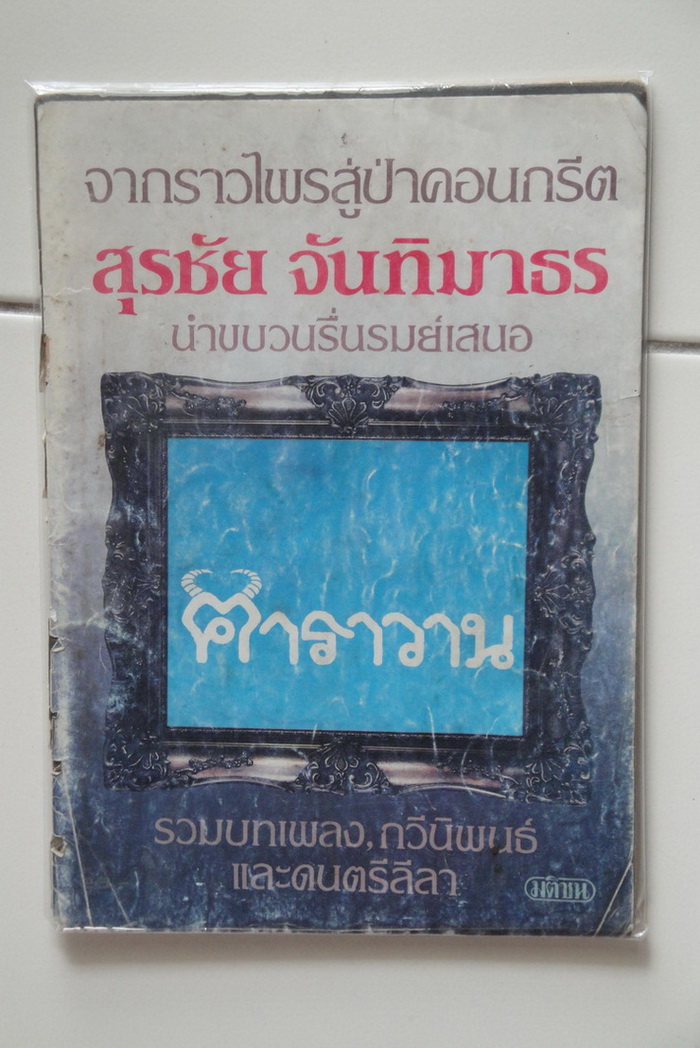 จากราวไพรสู่ป่าคอนกรีต
สุรชัย จันทิมาธร
นำขบวนรื่นรมย์เสนอ
คาราวาน
รวมบทเพลง, กวีนิพนธ์
และดนตรีลีลา
มติชน